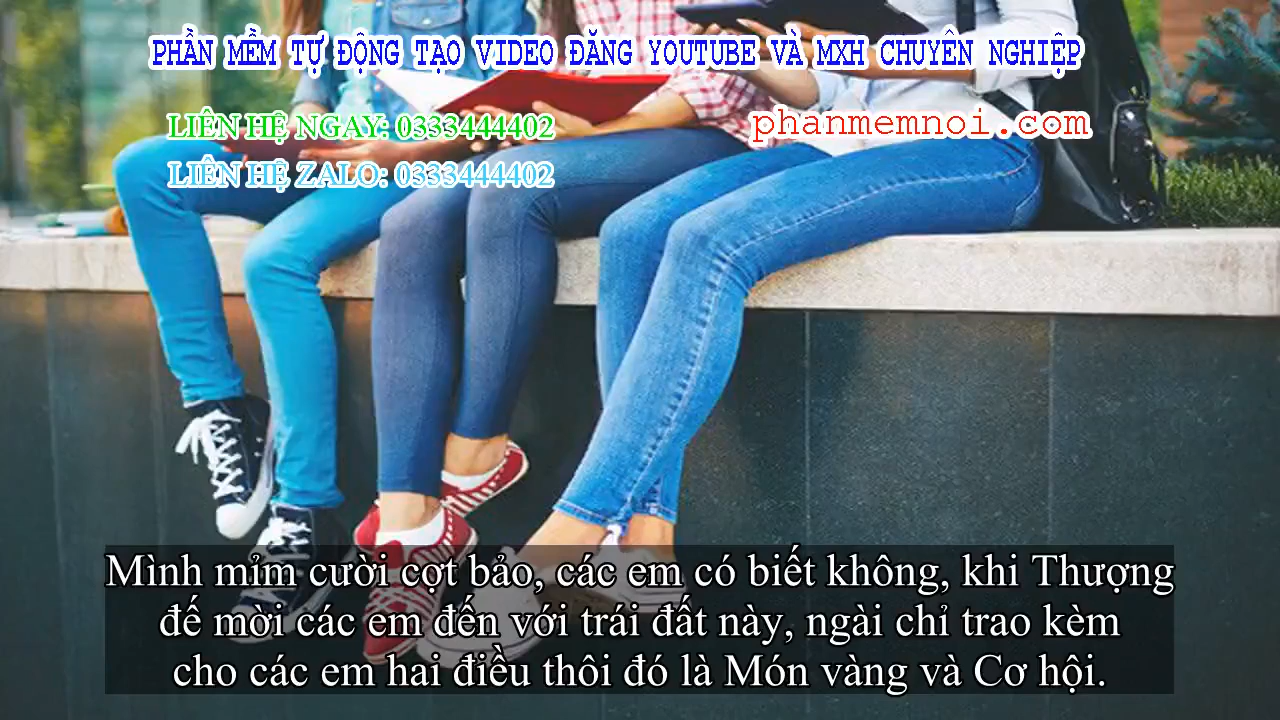 PHẦN MỀM TỰ ĐỘNG TẠO VIDEO ĐĂNG YOUTUBE VÀ MXH CHUYÊN NGHIỆP
LIÊN HỆ NGAY: 0333444402
phanmemnoi.com
LIÊN HỆ ZALO: 0333444402
Mình mỉm cười cợt bảo, các em có biết không, khi Thượng
đế mời các em đến với trái đất này, ngài chỉ trao kèm
cho các em hai điều thôi đó là Món vàng và Cơ hội.